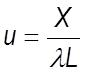 u = X / λL